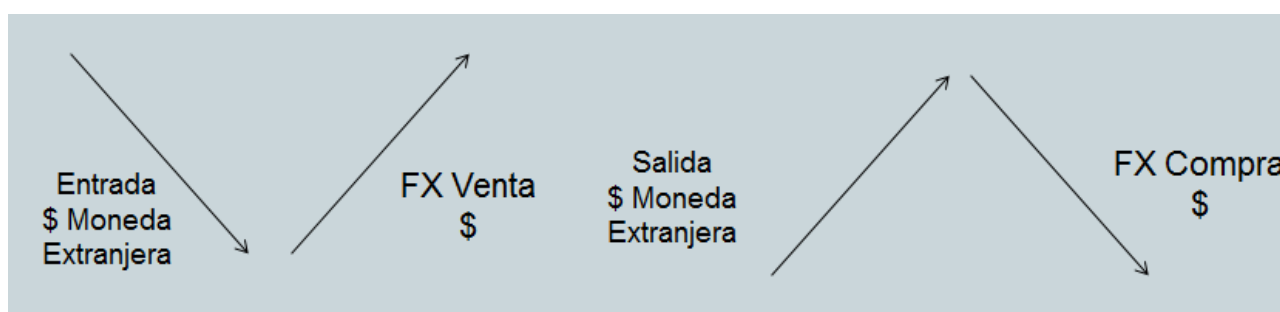 Entrada
$ Moneda
Extranjera
FX Venta
$
Salida
$ Moneda
Extranjera
FX Compra
$